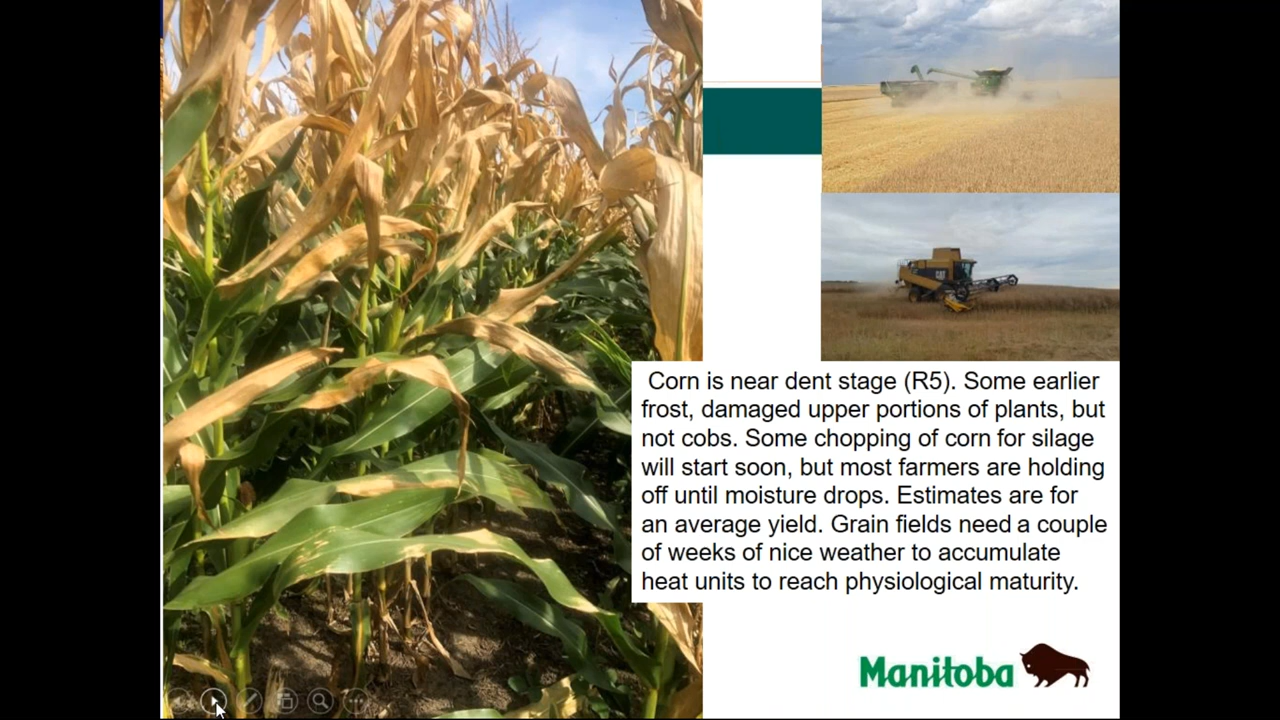 Corn is near dent stage (R5). Some earlier
frost, damaged upper portions of plants, but
not cobs. Some chopping of corn for silage
will start soon, but most farmers are holding
off until moisture drops. Estimates are for
an average yield. Grain fields need a couple
of weeks of nice weather to accumulate
heat units to reach physiological maturity.
Manitoba